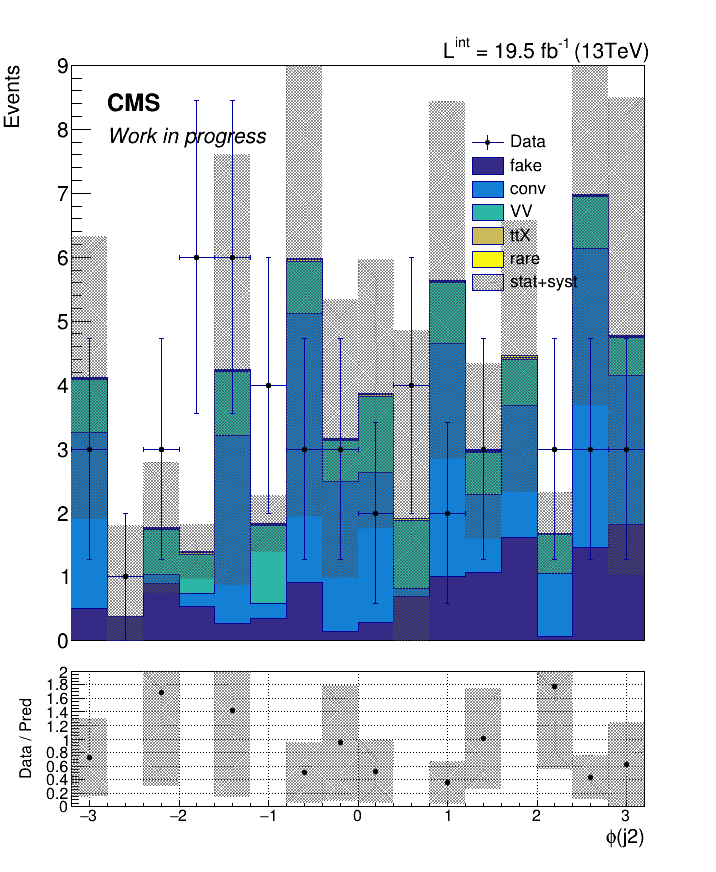 L^int = 19.5 fb^-1 (13TeV)
Events
9
8
7
6
5
4
3
2
1
0
CMS
Work in progress
Data
fake
conv
VV
ttX
rare
stat+syst
Data / Pred
2
1.8
1.6
1.4
1.2
1
0.8
0.6
0.4
0.2
0
−3 −2 −1 0 1 2 3
ϕ(j2)